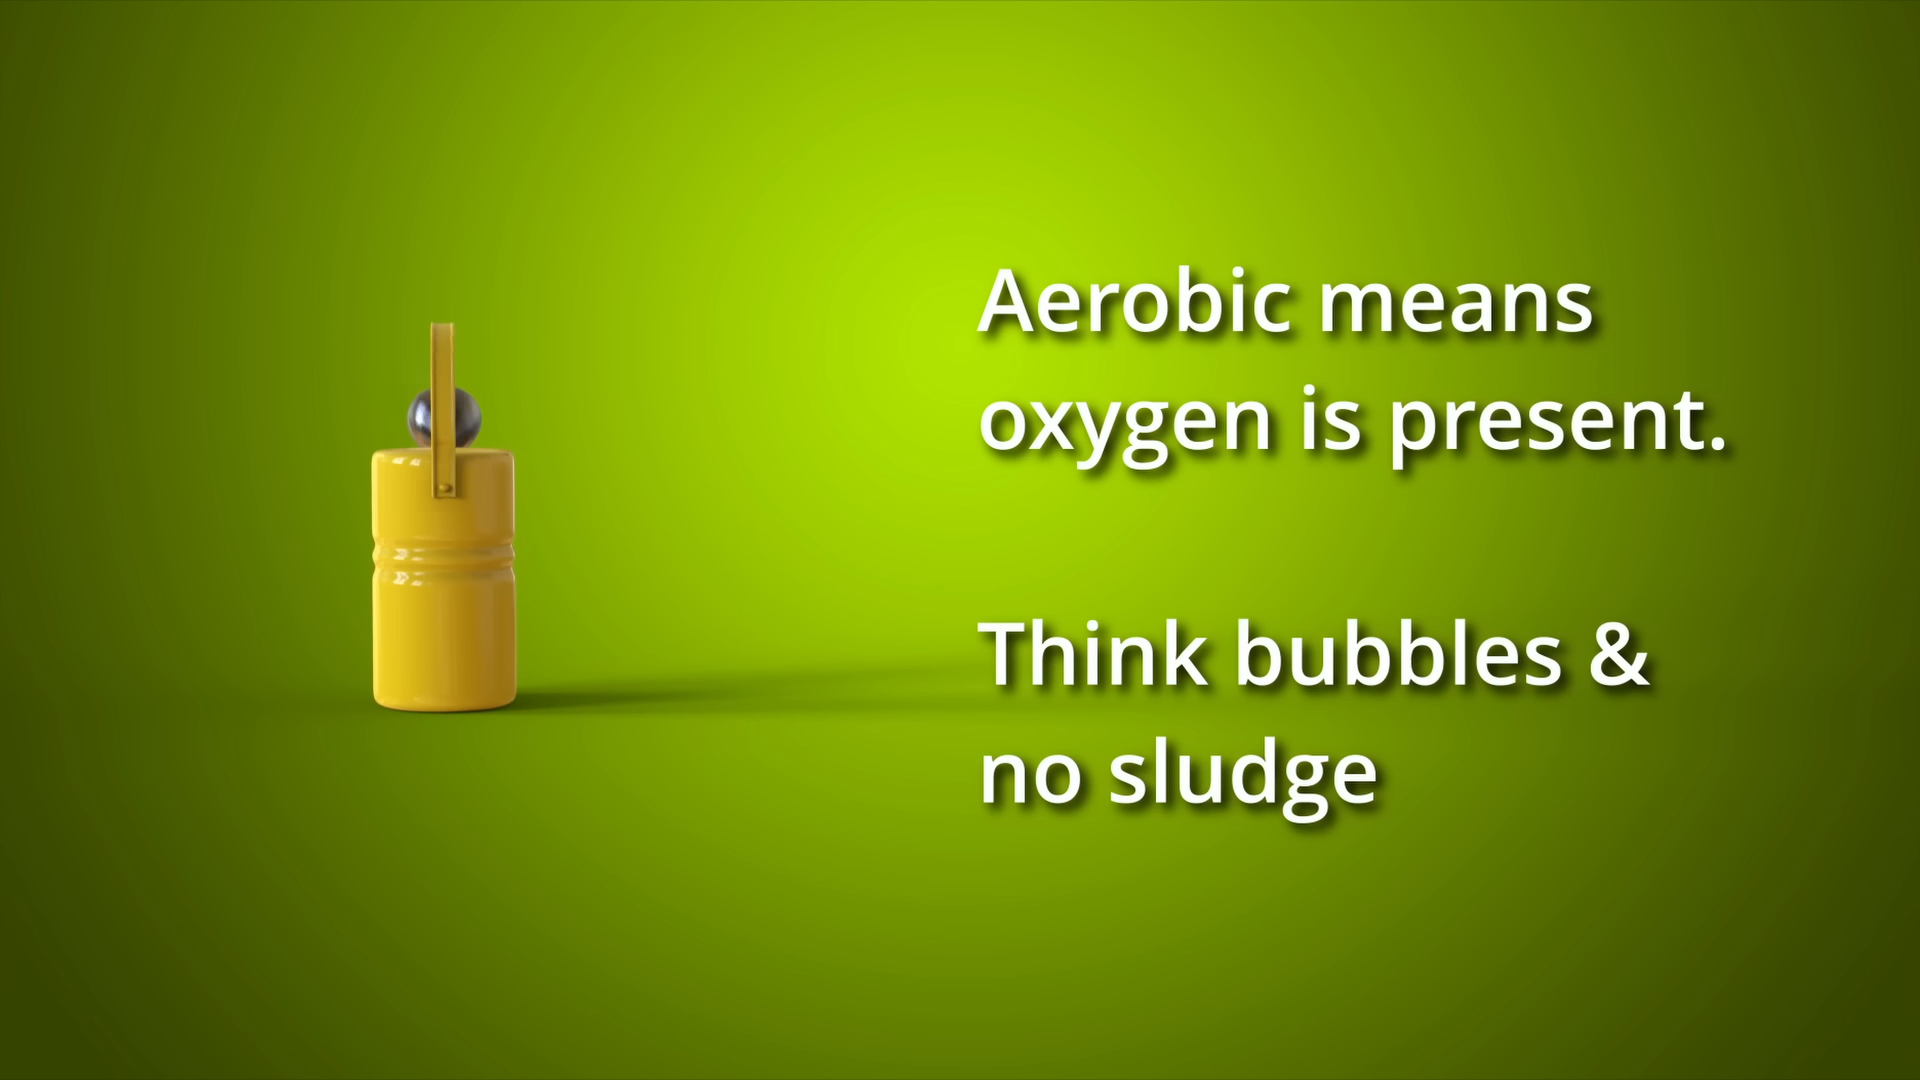 Aerobic means
oxygen is present.
Think bubbles &
no sludge